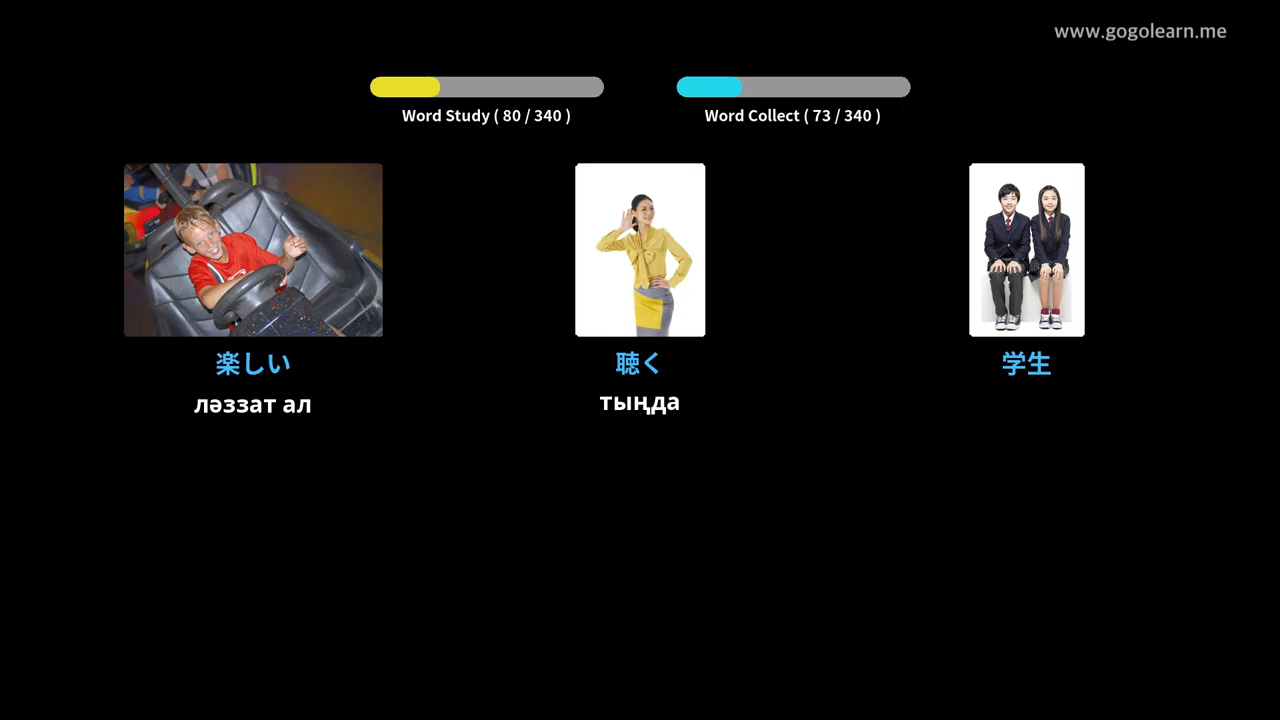 www.gogolearn.me
Word Study ( 80 / 340 )
Word Collect ( 73 / 340 )
楽しい
聴く
学生
ләззат ал
тыңда